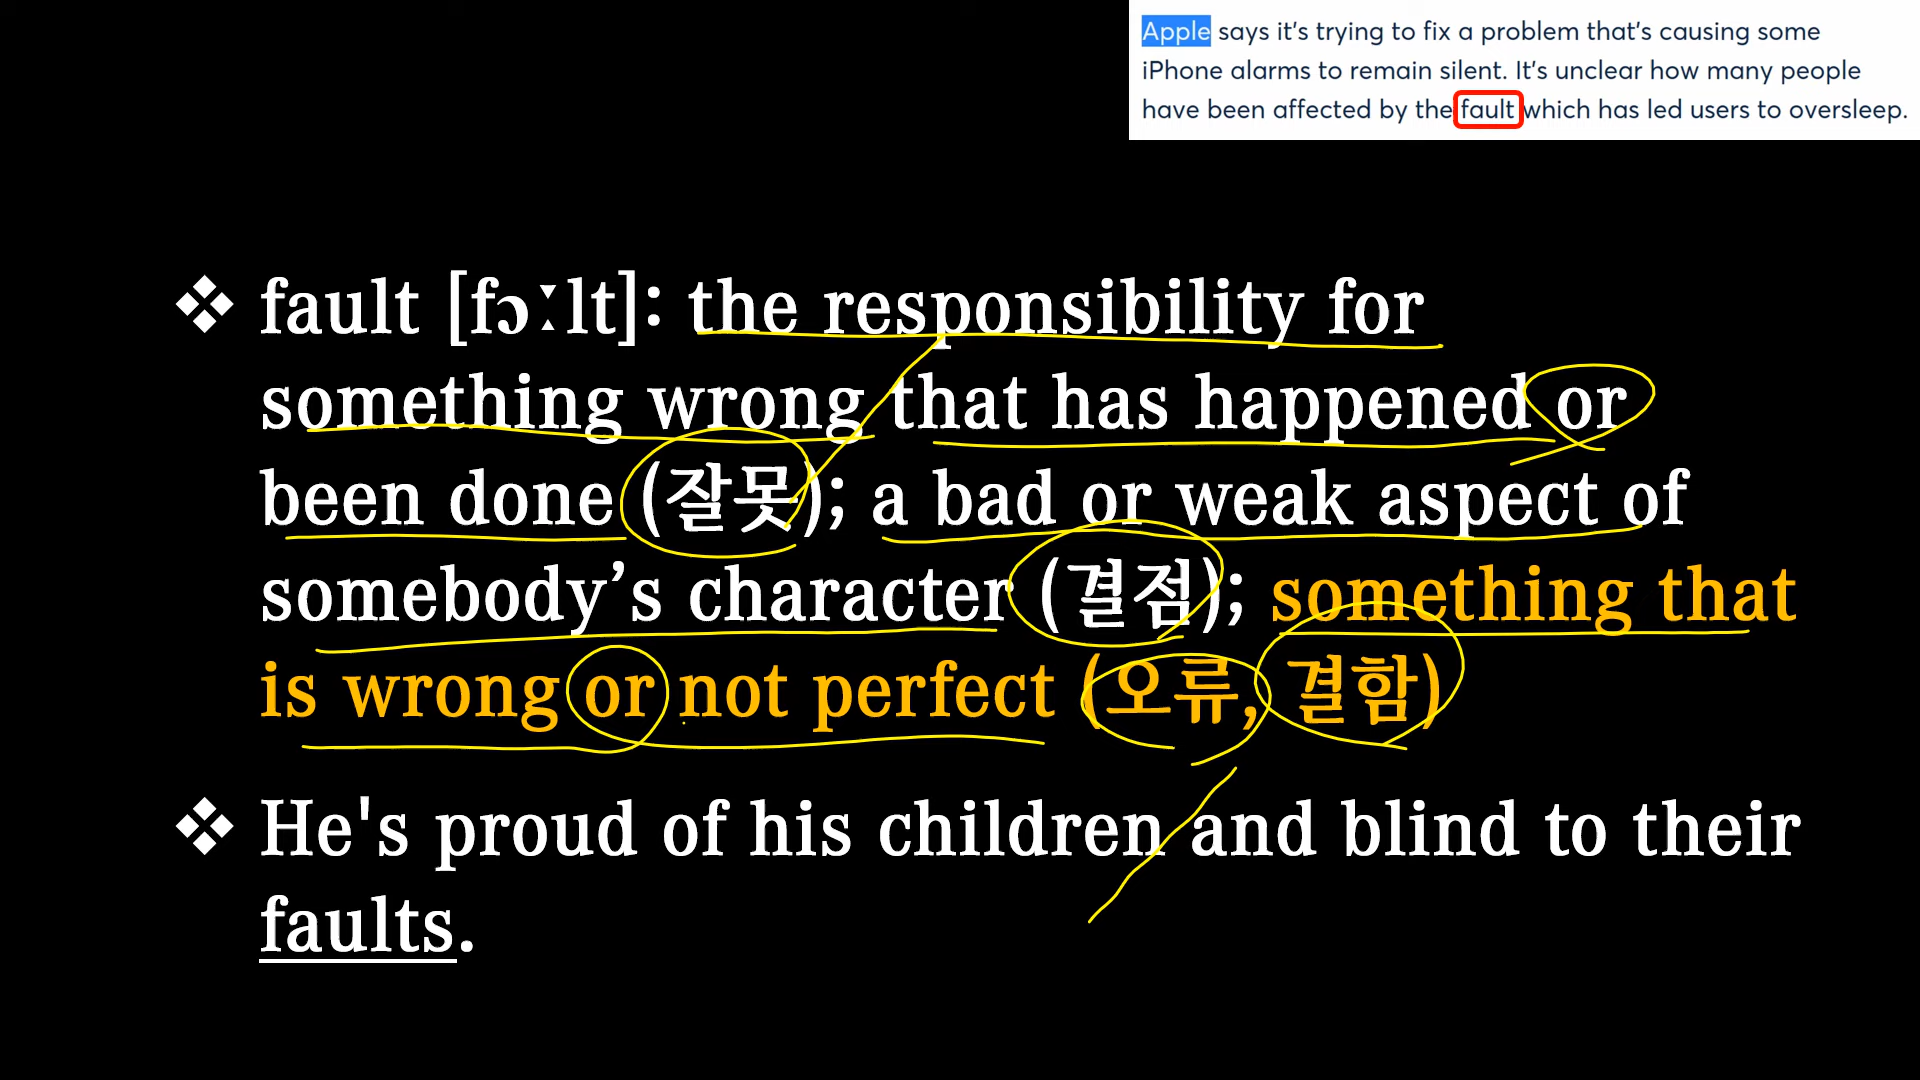 Apple says it's trying to fix a problem that's causing some
iPhone alarms to remain silent. It's unclear how many people
have been affected by the fault which has led users to oversleep.
❖ fault [fɔːlt]: the responsibility for
something wrong that has happened or
been done (잘못); a bad or weak aspect of
somebody’s character (결점); something that
is wrong or not perfect (오류, 결함)
❖ He's proud of his children and blind to their
faults.